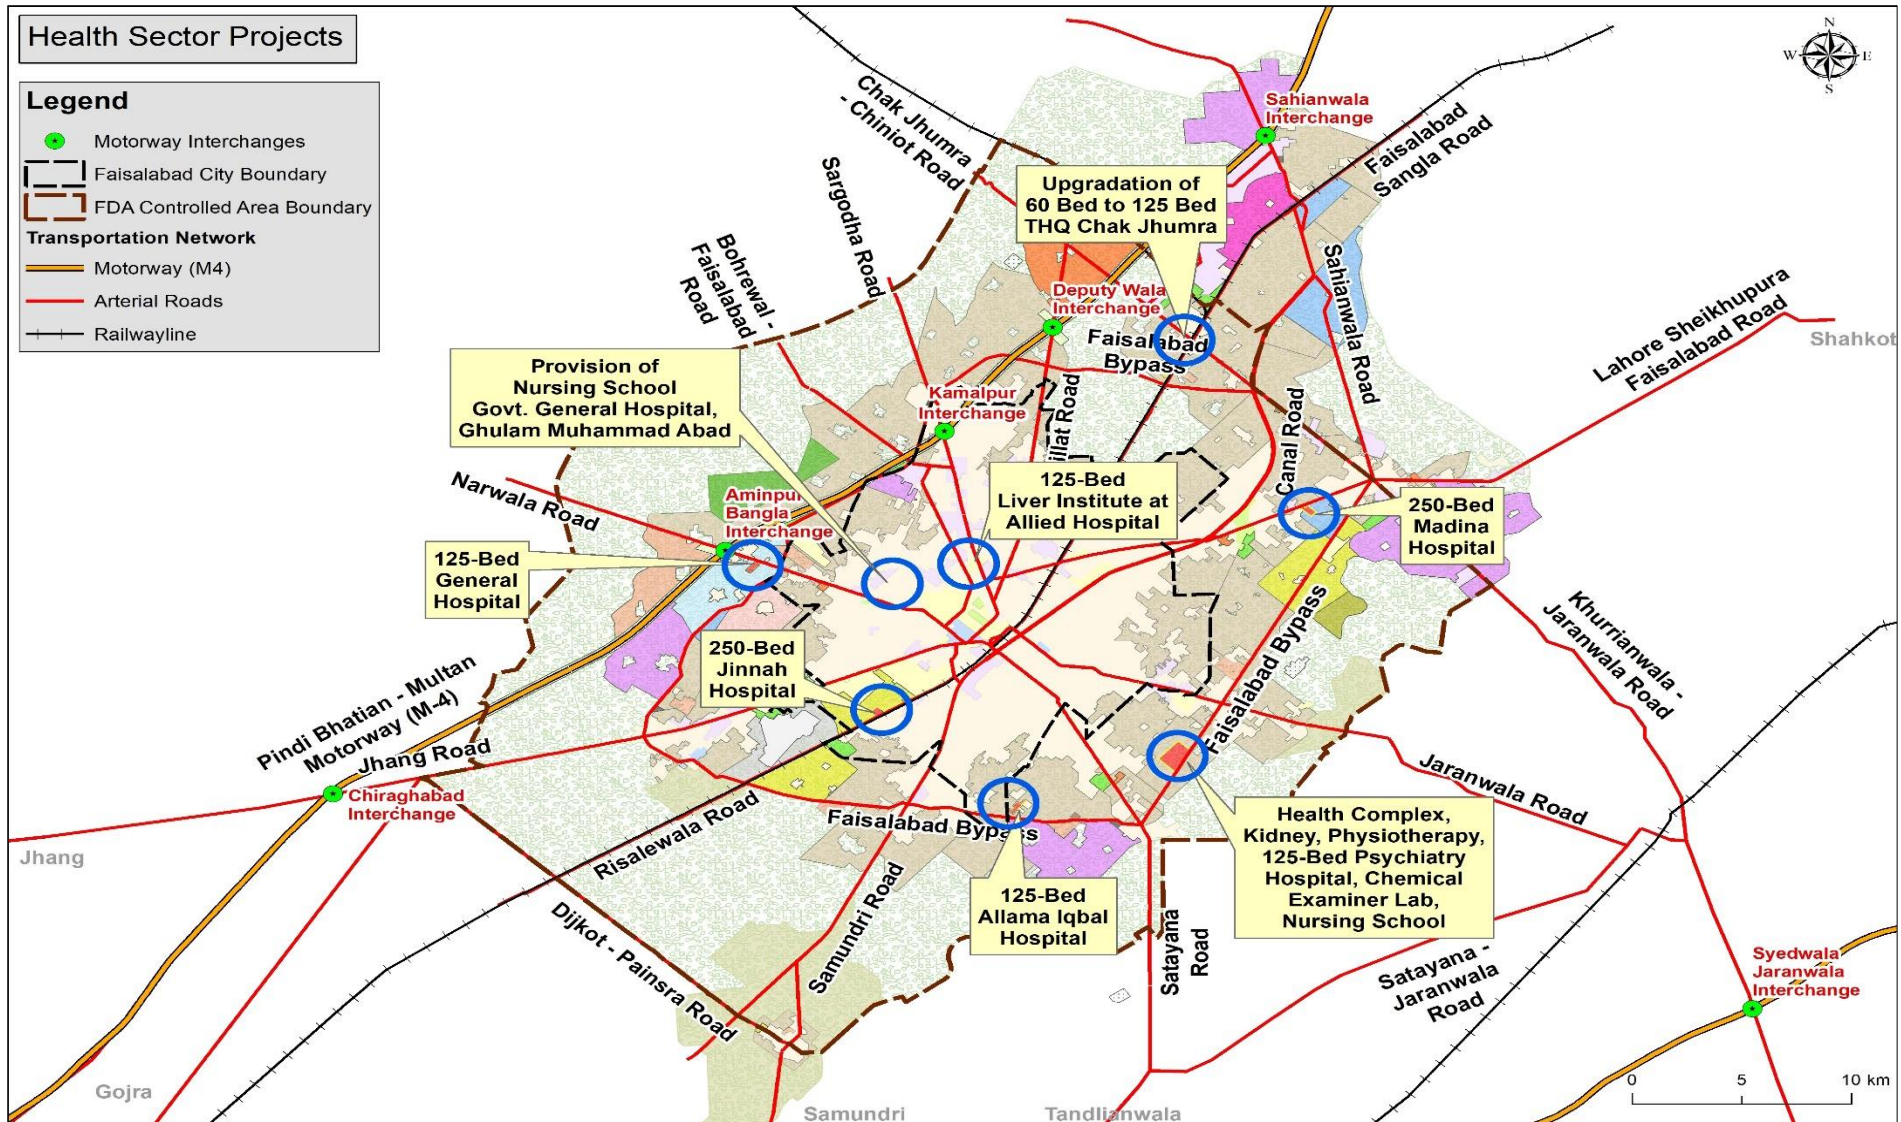 Health Sector Projects
Legend
Motorway Interchanges
Faisalabad City Boundary
FDA Controlled Area Boundary
Transportation Network
Motorway (M4)
Arterial Roads
Railwayline
N
W
E
S
Sahianwala
Interchange
Chak Jhumra
- Chiniot Road
Faisalabad
Sangla Road
Upgradation of
60 Bed to 125 Bed
THQ Chak Jhumra
Sargodha Road
Bohrewal -
Faisalabad
Road
Sahianwala Road
Deputy Wala
Interchange
Faisalabad
Bypass
Lahore Sheikhupura
Faisalabad Road
Shahkot
Provision of
Nursing School
Govt. General Hospital,
Ghulam Muhammad Abad
Kamalpur
Interchange
illat Road
Canal Road
Narwala Road
Aminpur
Bangla
Interchange
125-Bed
Liver Institute at
Allied Hospital
250-Bed
Madina
Hospital
125-Bed
General
Hospital
Khurrianwala -
Jaranwala Road
250-Bed
Jinnah
Hospital
Faisalabad Bypass
Pindi Bhatian - Multan
Motorway (M-4)
Jhang Road
Chiraghabad
Interchange
Jaranwala Road
Jhang
Risalewala Road
Faisalabad Bypass
Health Complex,
Kidney, Physiotherapy,
125-Bed Psychiatry
Hospital, Chemical
Examiner Lab,
Nursing School
125-Bed
Allama Iqbal
Hospital
Samundri Road
Dijkot - Painsra Road
Satayana
Road
Satayana -
Jaranwala
Road
Syedwala
Jaranwala
Interchange
Gojra
Samundri
Tandlianwala
0 5 10 km